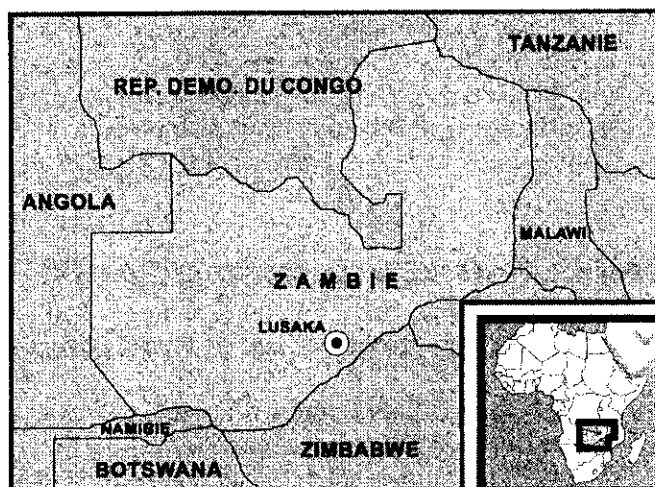 TANZANIE
REP. DEMO. DU CONGO
ANGOLA
MALAWI
ZAMBIE
LUSAKA
NAMIBIE
ZIMBABWE
BOTSWANA